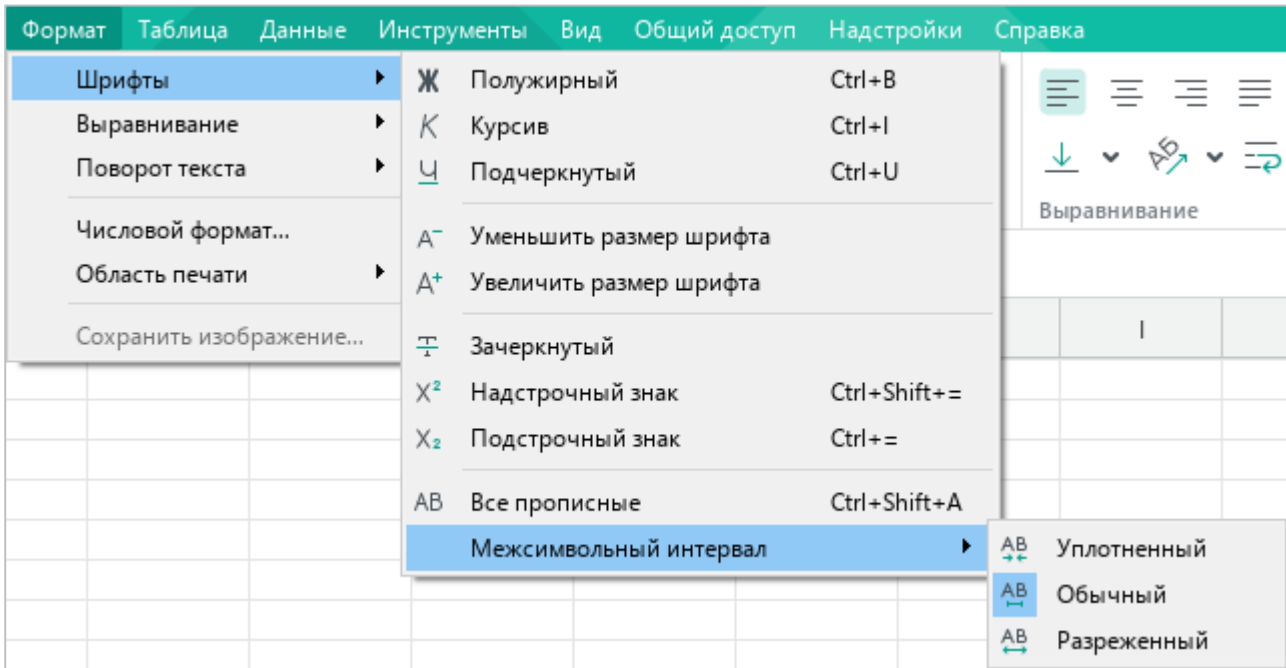 Формат Таблица Данные Инструменты Вид Общий доступ Надстройки Справка
Шрифты
Выравнивание
Поворот текста
Числовой формат...
Область печати
Сохранить изображение...
Ж Полужирный Ctrl+B
К Курсив Ctrl+I
Ч Подчеркнутый Ctrl+U
A⁻ Уменьшить размер шрифта
A⁺ Увеличить размер шрифта
Т Зачеркнутый
X² Надстрочный знак Ctrl+Shift+=
X₂ Подстрочный знак Ctrl+=
AB Все прописные Ctrl+Shift+A
Межсимвольный интервал
AB Уплотненный
AB Обычный
AB Разреженный
АБ
Выравнивание
I